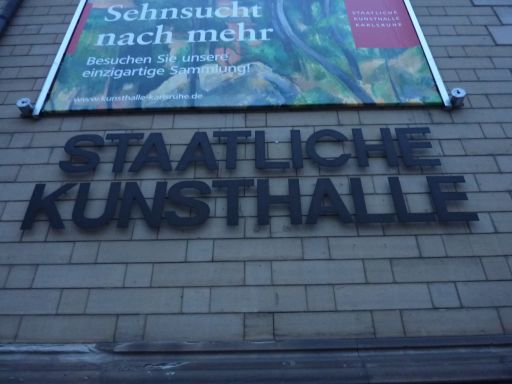 Sehnsucht
nach mehr
Besuchen Sie unsere
einzigartige Sammlung!
www.kunsthalle-karlsruhe.de
STAATLICHE
KUNSTHALLE
KARLSRUHE
STAATLICHE
KUNSTHALLE